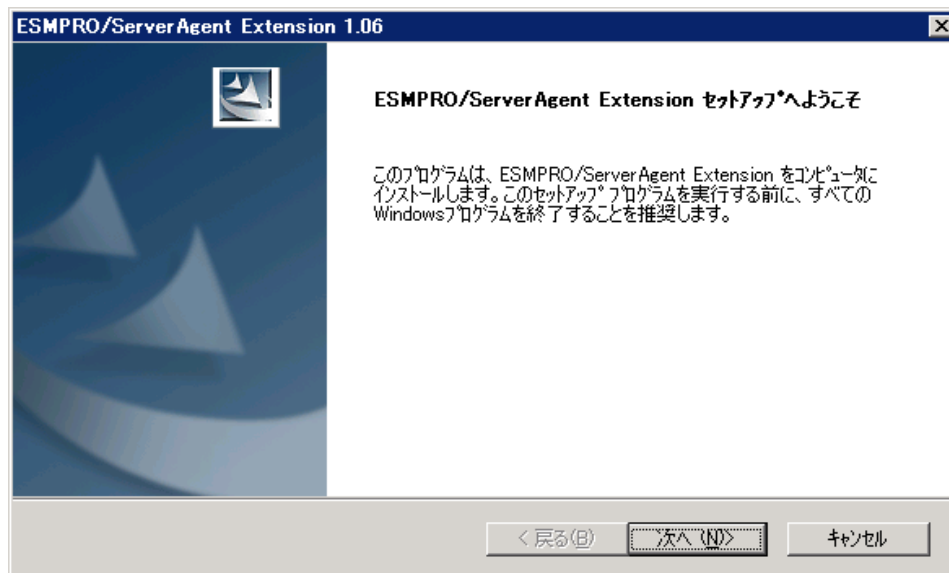 ESMPRO/ServerAgent Extension 1.06
ESMPRO/ServerAgent Extension ｾｯﾄｱｯﾌﾟへようこそ
このﾌﾟﾛｸﾞﾗﾑは、ESMPRO/ServerAgent Extension をｺﾝﾋﾟｭｰﾀに
ｲﾝｽﾄｰﾙします。このｾｯﾄｱｯﾌﾟ ﾌﾟﾛｸﾞﾗﾑを実行する前に、すべての
Windowsﾌﾟﾛｸﾞﾗﾑを終了することを推奨します。
< 戻る(B)
次へ (N)>
ｷｬﾝｾﾙ